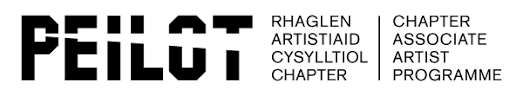 PEILOT
RHAGLEN
ARTISTIAID
CYSYLLTIOL
CHAPTER
CHAPTER
ASSOCIATE
ARTIST
PROGRAMME